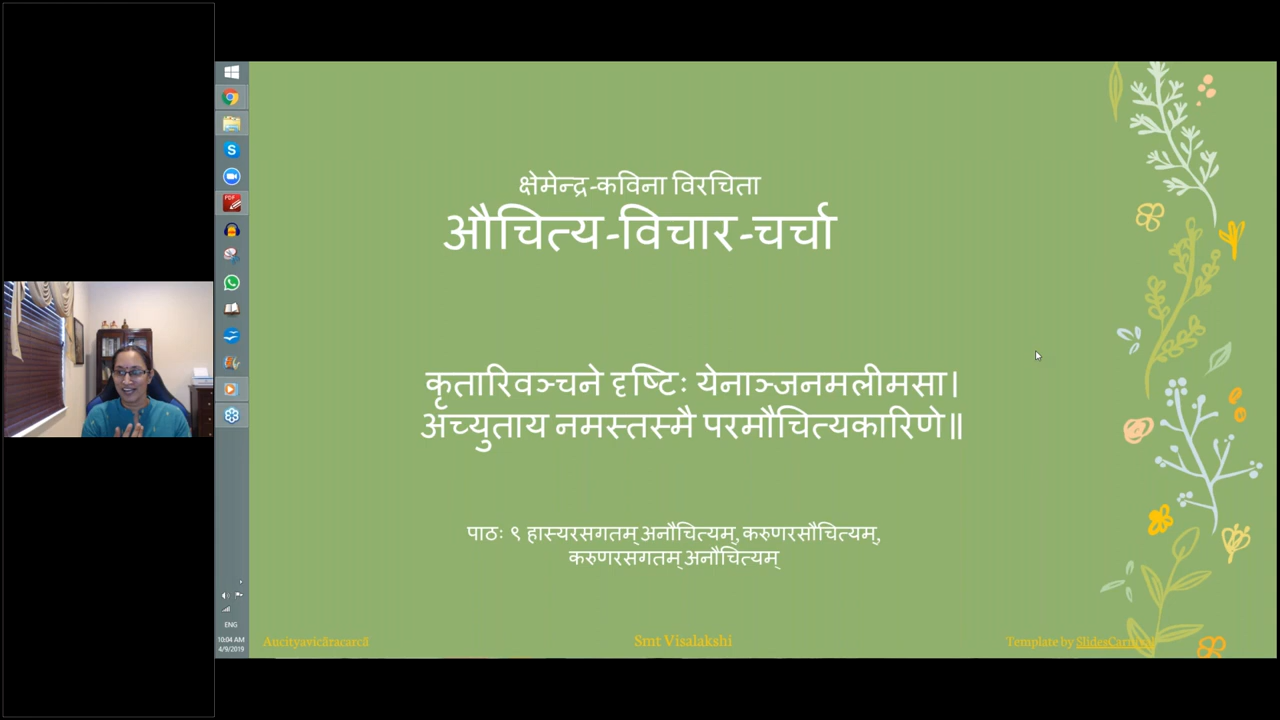 क्षेमेन्द्र-कविना विरचिता
औचित्य-विचार-चर्चा
कृतारिवञ्चने दृष्टिः येनाञ्जनमलीमसा।
अच्युताय नमस्तस्मै परमौचित्यकारिणे॥
पाठः ९ हास्यरसगतम् अनौचित्यम्, करुणरसौचित्यम्,
करुणरसगतम् अनौचित्यम्
Aucityavicāracarcā
Smt Visalakshi
Template by SlidesCarnival
PDF
ENG
10:04 AM
4/9/2019